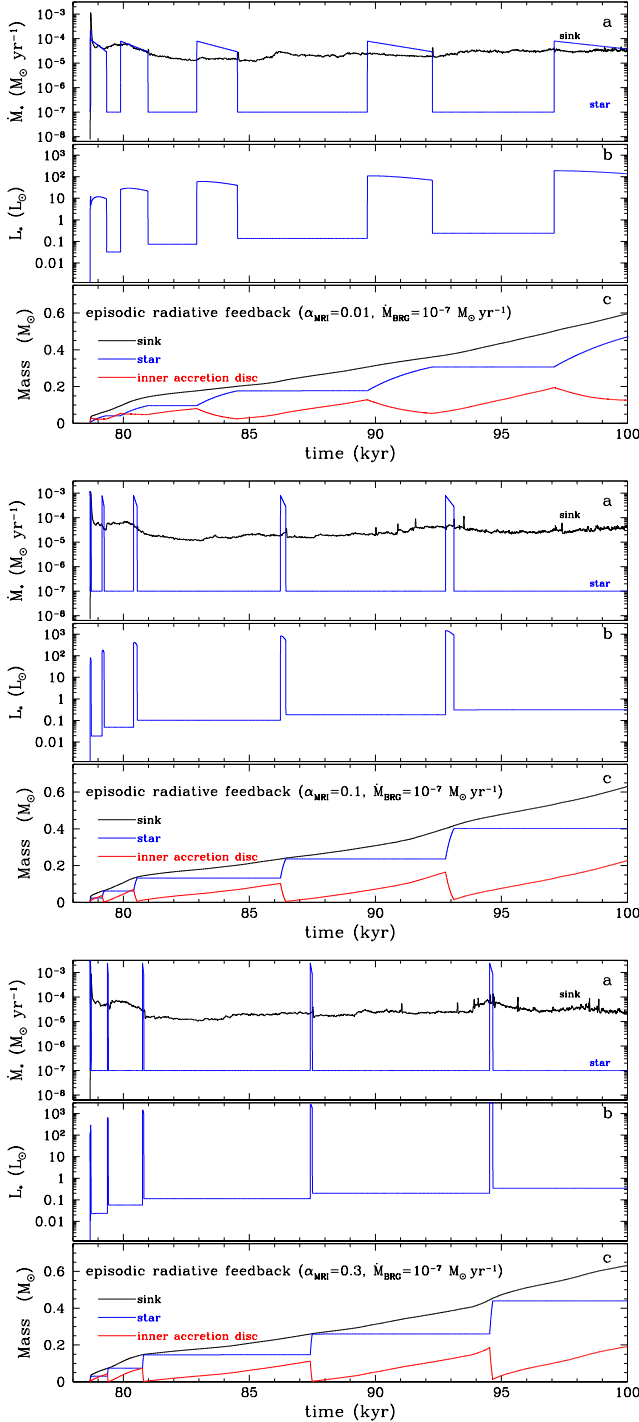 10⁻³
10⁻⁴
10⁻⁵
10⁻⁶
10⁻⁷
10⁻⁸
Ṁ* (M⊙ yr⁻¹)
a
sink
star
10³
10²
10
1
0.1
0.01
L* (L⊙)
b
0.6
0.4
0.2
0
Mass (M⊙)
c
episodic radiative feedback (αMRI=0.01, ṀBRG=10⁻⁷ M⊙ yr⁻¹)
sink
star
inner accretion disc
80 85 90 95 100
time (kyr)
10⁻³
10⁻⁴
10⁻⁵
10⁻⁶
10⁻⁷
10⁻⁸
Ṁ* (M⊙ yr⁻¹)
a
sink
star
10³
10²
10
1
0.1
0.01
L* (L⊙)
b
0.6
0.4
0.2
0
Mass (M⊙)
c
episodic radiative feedback (αMRI=0.1, ṀBRG=10⁻⁷ M⊙ yr⁻¹)
sink
star
inner accretion disc
80 85 90 95 100
time (kyr)
10⁻³
10⁻⁴
10⁻⁵
10⁻⁶
10⁻⁷
10⁻⁸
Ṁ* (M⊙ yr⁻¹)
a
sink
star
10³
10²
10
1
0.1
0.01
L* (L⊙)
b
0.6
0.4
0.2
0
Mass (M⊙)
c
episodic radiative feedback (αMRI=0.3, ṀBRG=10⁻⁷ M⊙ yr⁻¹)
sink
star
inner accretion disc
80 85 90 95 100
time (kyr)